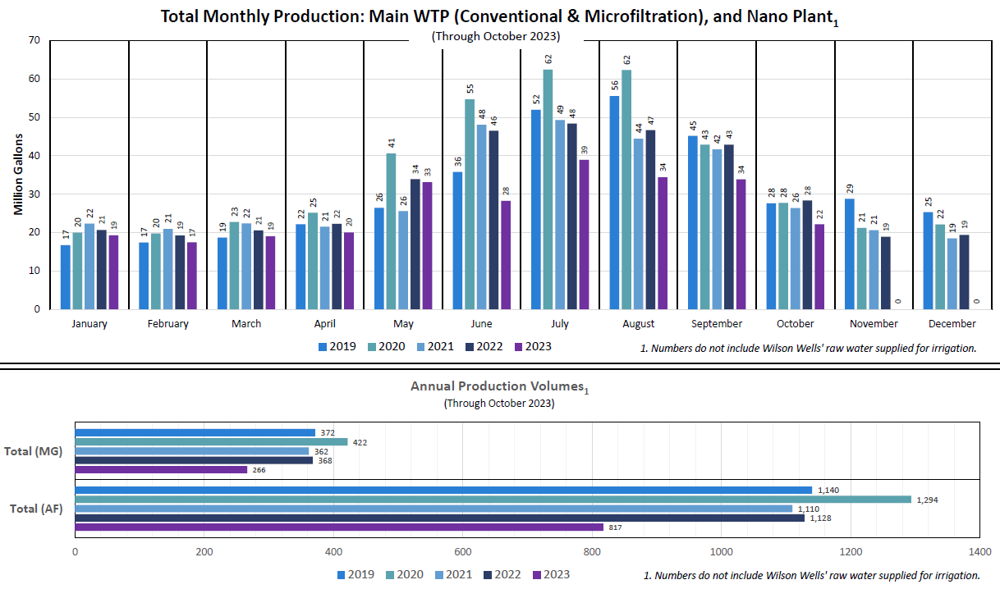 Total Monthly Production: Main WTP (Conventional & Microfiltration), and Nano Plant1
(Through October 2023)
Million Gallons
70
60
50
40
30
20
10
0
17 20 22 21 19
17 20 21 19 17
19 23 22 21 19
22 25 21 22 20
26 41 26 34 33
36 55 48 46 28
52 62 49 48 39
56 62 44 47 34
45 43 42 43 34
28 28 26 28 22
29 21 21 19 0
25 22 19 19 0
January February March April May June July August September October November December
2019 2020 2021 2022 2023
1. Numbers do not include Wilson Wells' raw water supplied for irrigation.
Annual Production Volumes1
(Through October 2023)
Total (MG)
372
422
362
368
266
Total (AF)
1,140
1,294
1,110
1,128
817
0 200 400 600 800 1000 1200 1400
2019 2020 2021 2022 2023
1. Numbers do not include Wilson Wells' raw water supplied for irrigation.